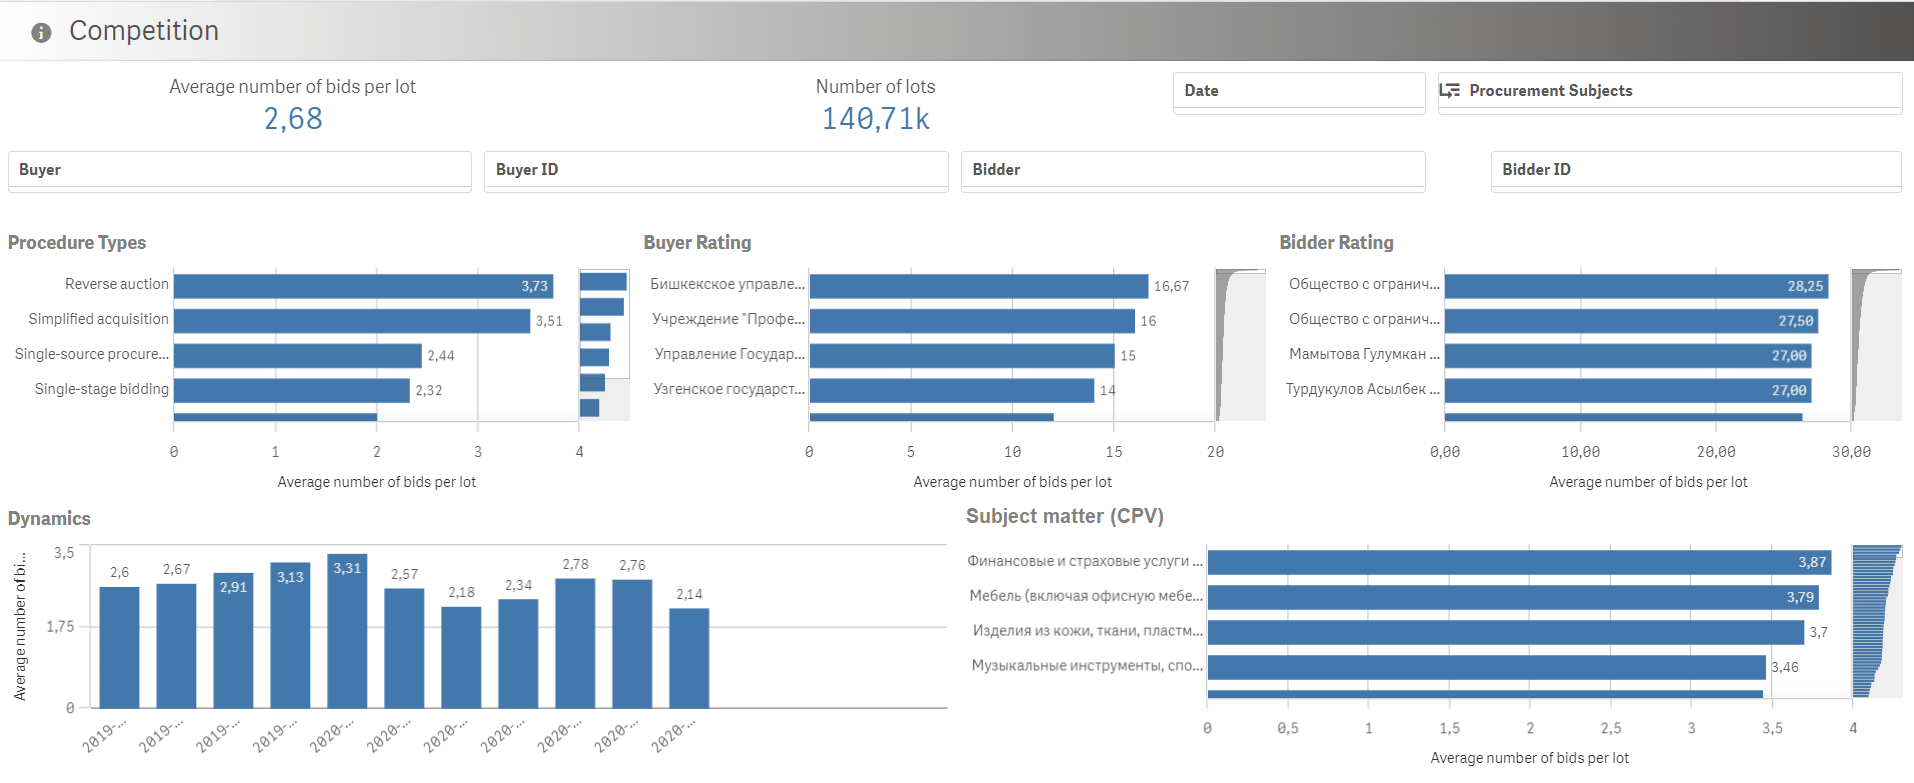 Competition
Average number of bids per lot
2,68
Number of lots
140,71k
Date
Procurement Subjects
Buyer
Buyer ID
Bidder
Bidder ID
Procedure Types
Reverse auction
3,73
Simplified acquisition
3,51
Single-source procure...
2,44
Single-stage bidding
2,32
0 1 2 3 4
Average number of bids per lot
Buyer Rating
Бишкекское управле...
16,67
Учреждение "Профе...
16
Управление Государ...
15
Узгенское государст...
14
0 5 10 15 20
Average number of bids per lot
Bidder Rating
Общество с огранич...
28,25
Общество с огранич...
27,50
Мамытова Гулумкан ...
27,00
Турдукулов Асылбек ...
27,00
0,00 10,00 20,00 30,00
Average number of bids per lot
Dynamics
Average number of bi...
3,5
1,75
0
2,6 2,67 2,91 3,13 3,31 2,57 2,18 2,34 2,78 2,76 2,14
2019-... 2019-... 2019-... 2019-... 2020-... 2020-... 2020-... 2020-... 2020-... 2020-... 2020-...
Subject matter (CPV)
Финансовые и страховые услуги ...
3,87
Мебель (включая офисную мебе...
3,79
Изделия из кожи, ткани, пластм...
3,7
Музыкальные инструменты, спо...
3,46
0 0,5 1 1,5 2 2,5 3 3,5 4
Average number of bids per lot